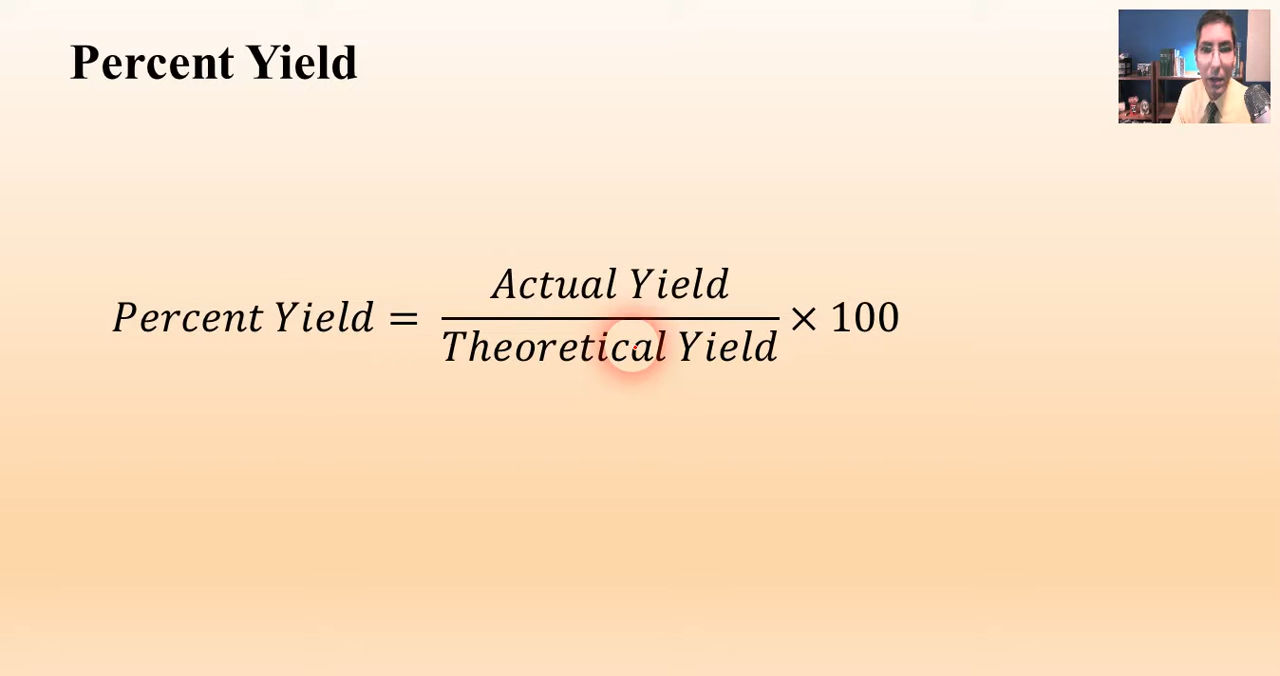 Percent Yield
Percent Yield = Actual Yield / Theoretical Yield × 100